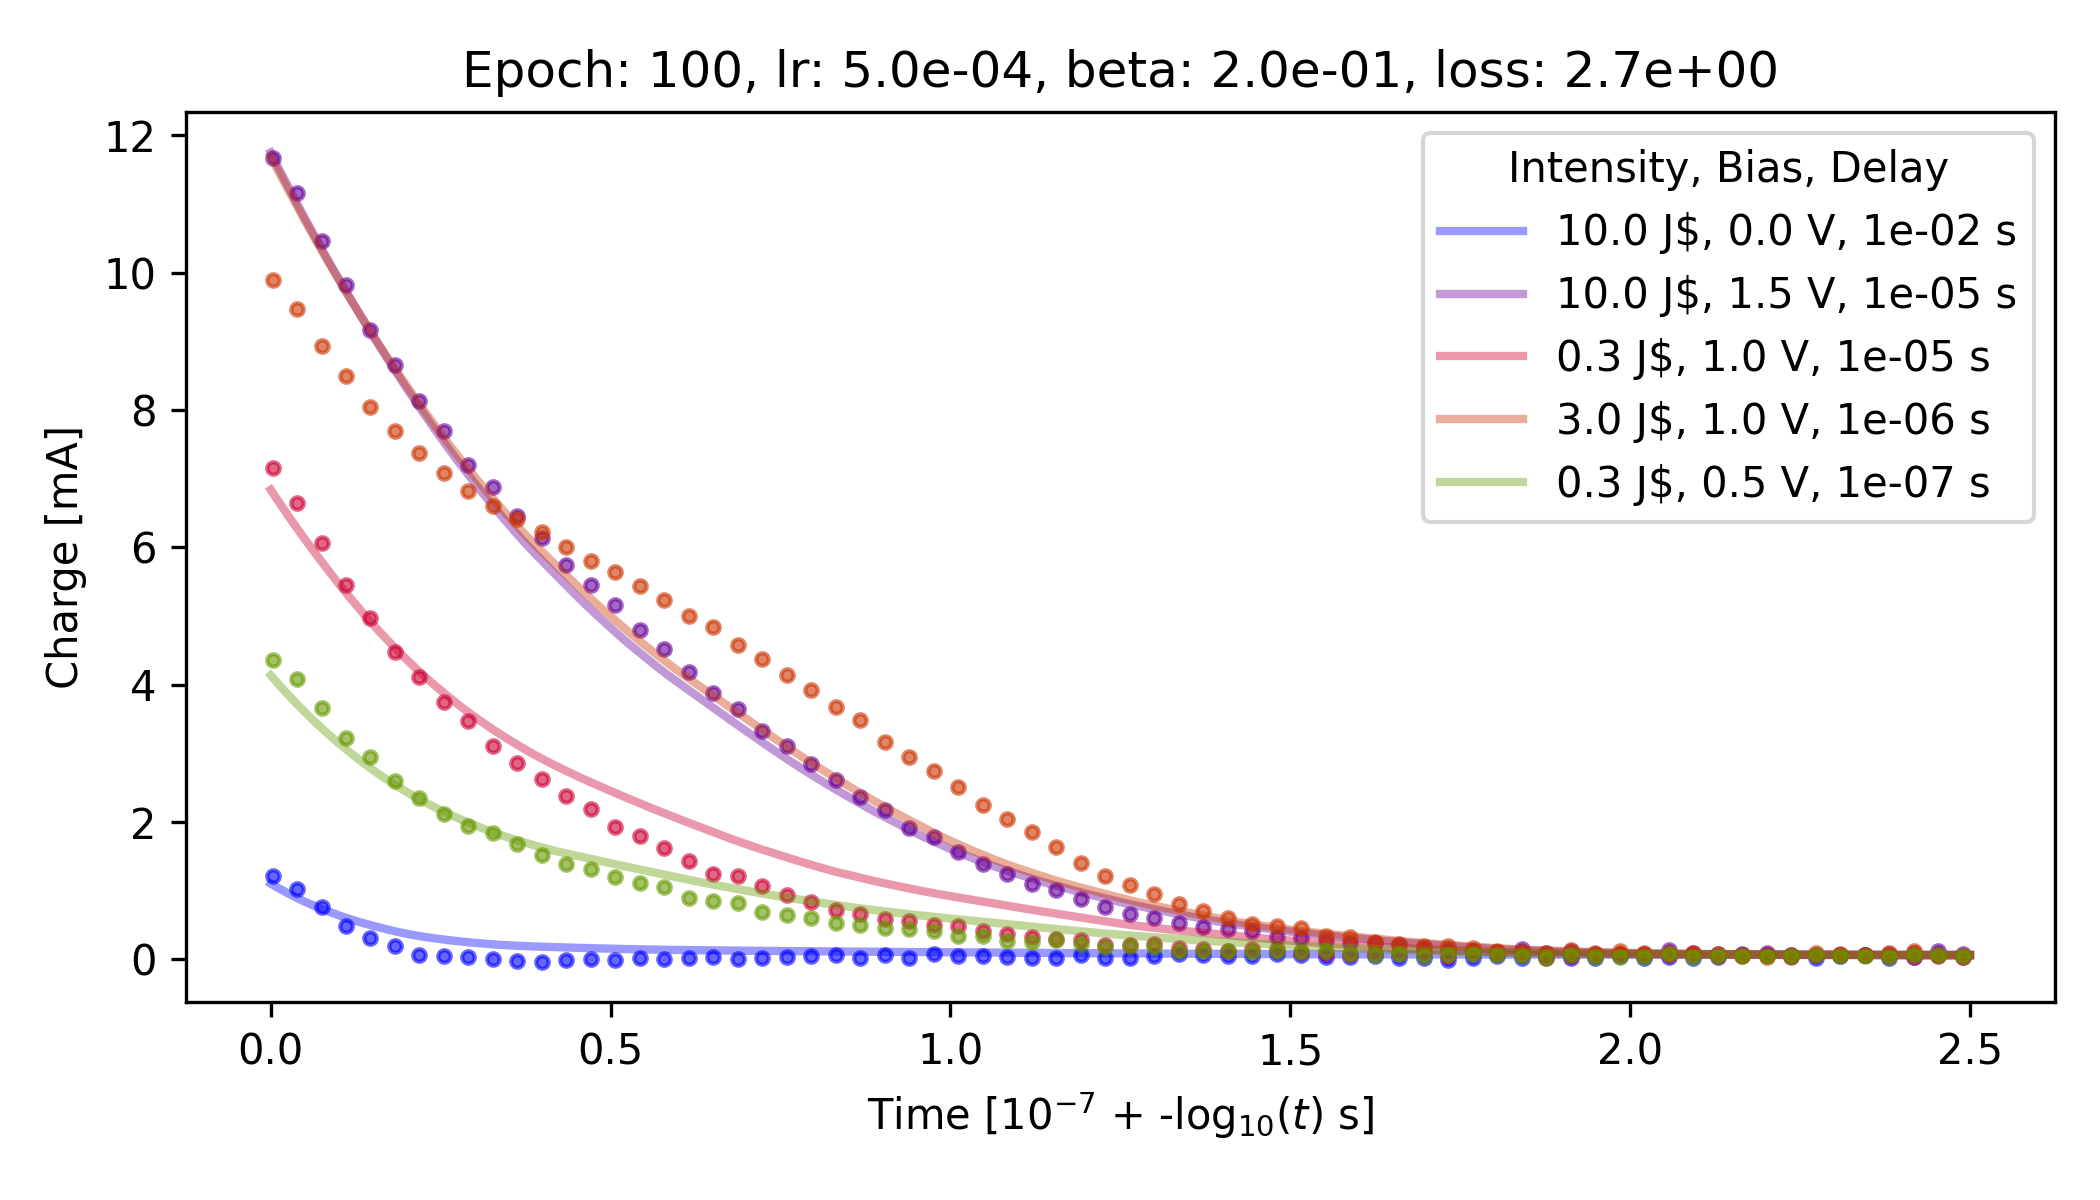 Epoch: 100, lr: 5.0e-04, beta: 2.0e-01, loss: 2.7e+00
Charge [mA]
12
10
8
6
4
2
0
Intensity, Bias, Delay
10.0 J$, 0.0 V, 1e-02 s
10.0 J$, 1.5 V, 1e-05 s
0.3 J$, 1.0 V, 1e-05 s
3.0 J$, 1.0 V, 1e-06 s
0.3 J$, 0.5 V, 1e-07 s
0.0 0.5 1.0 1.5 2.0 2.5
Time [10⁻⁷ + -log₁₀(t) s]